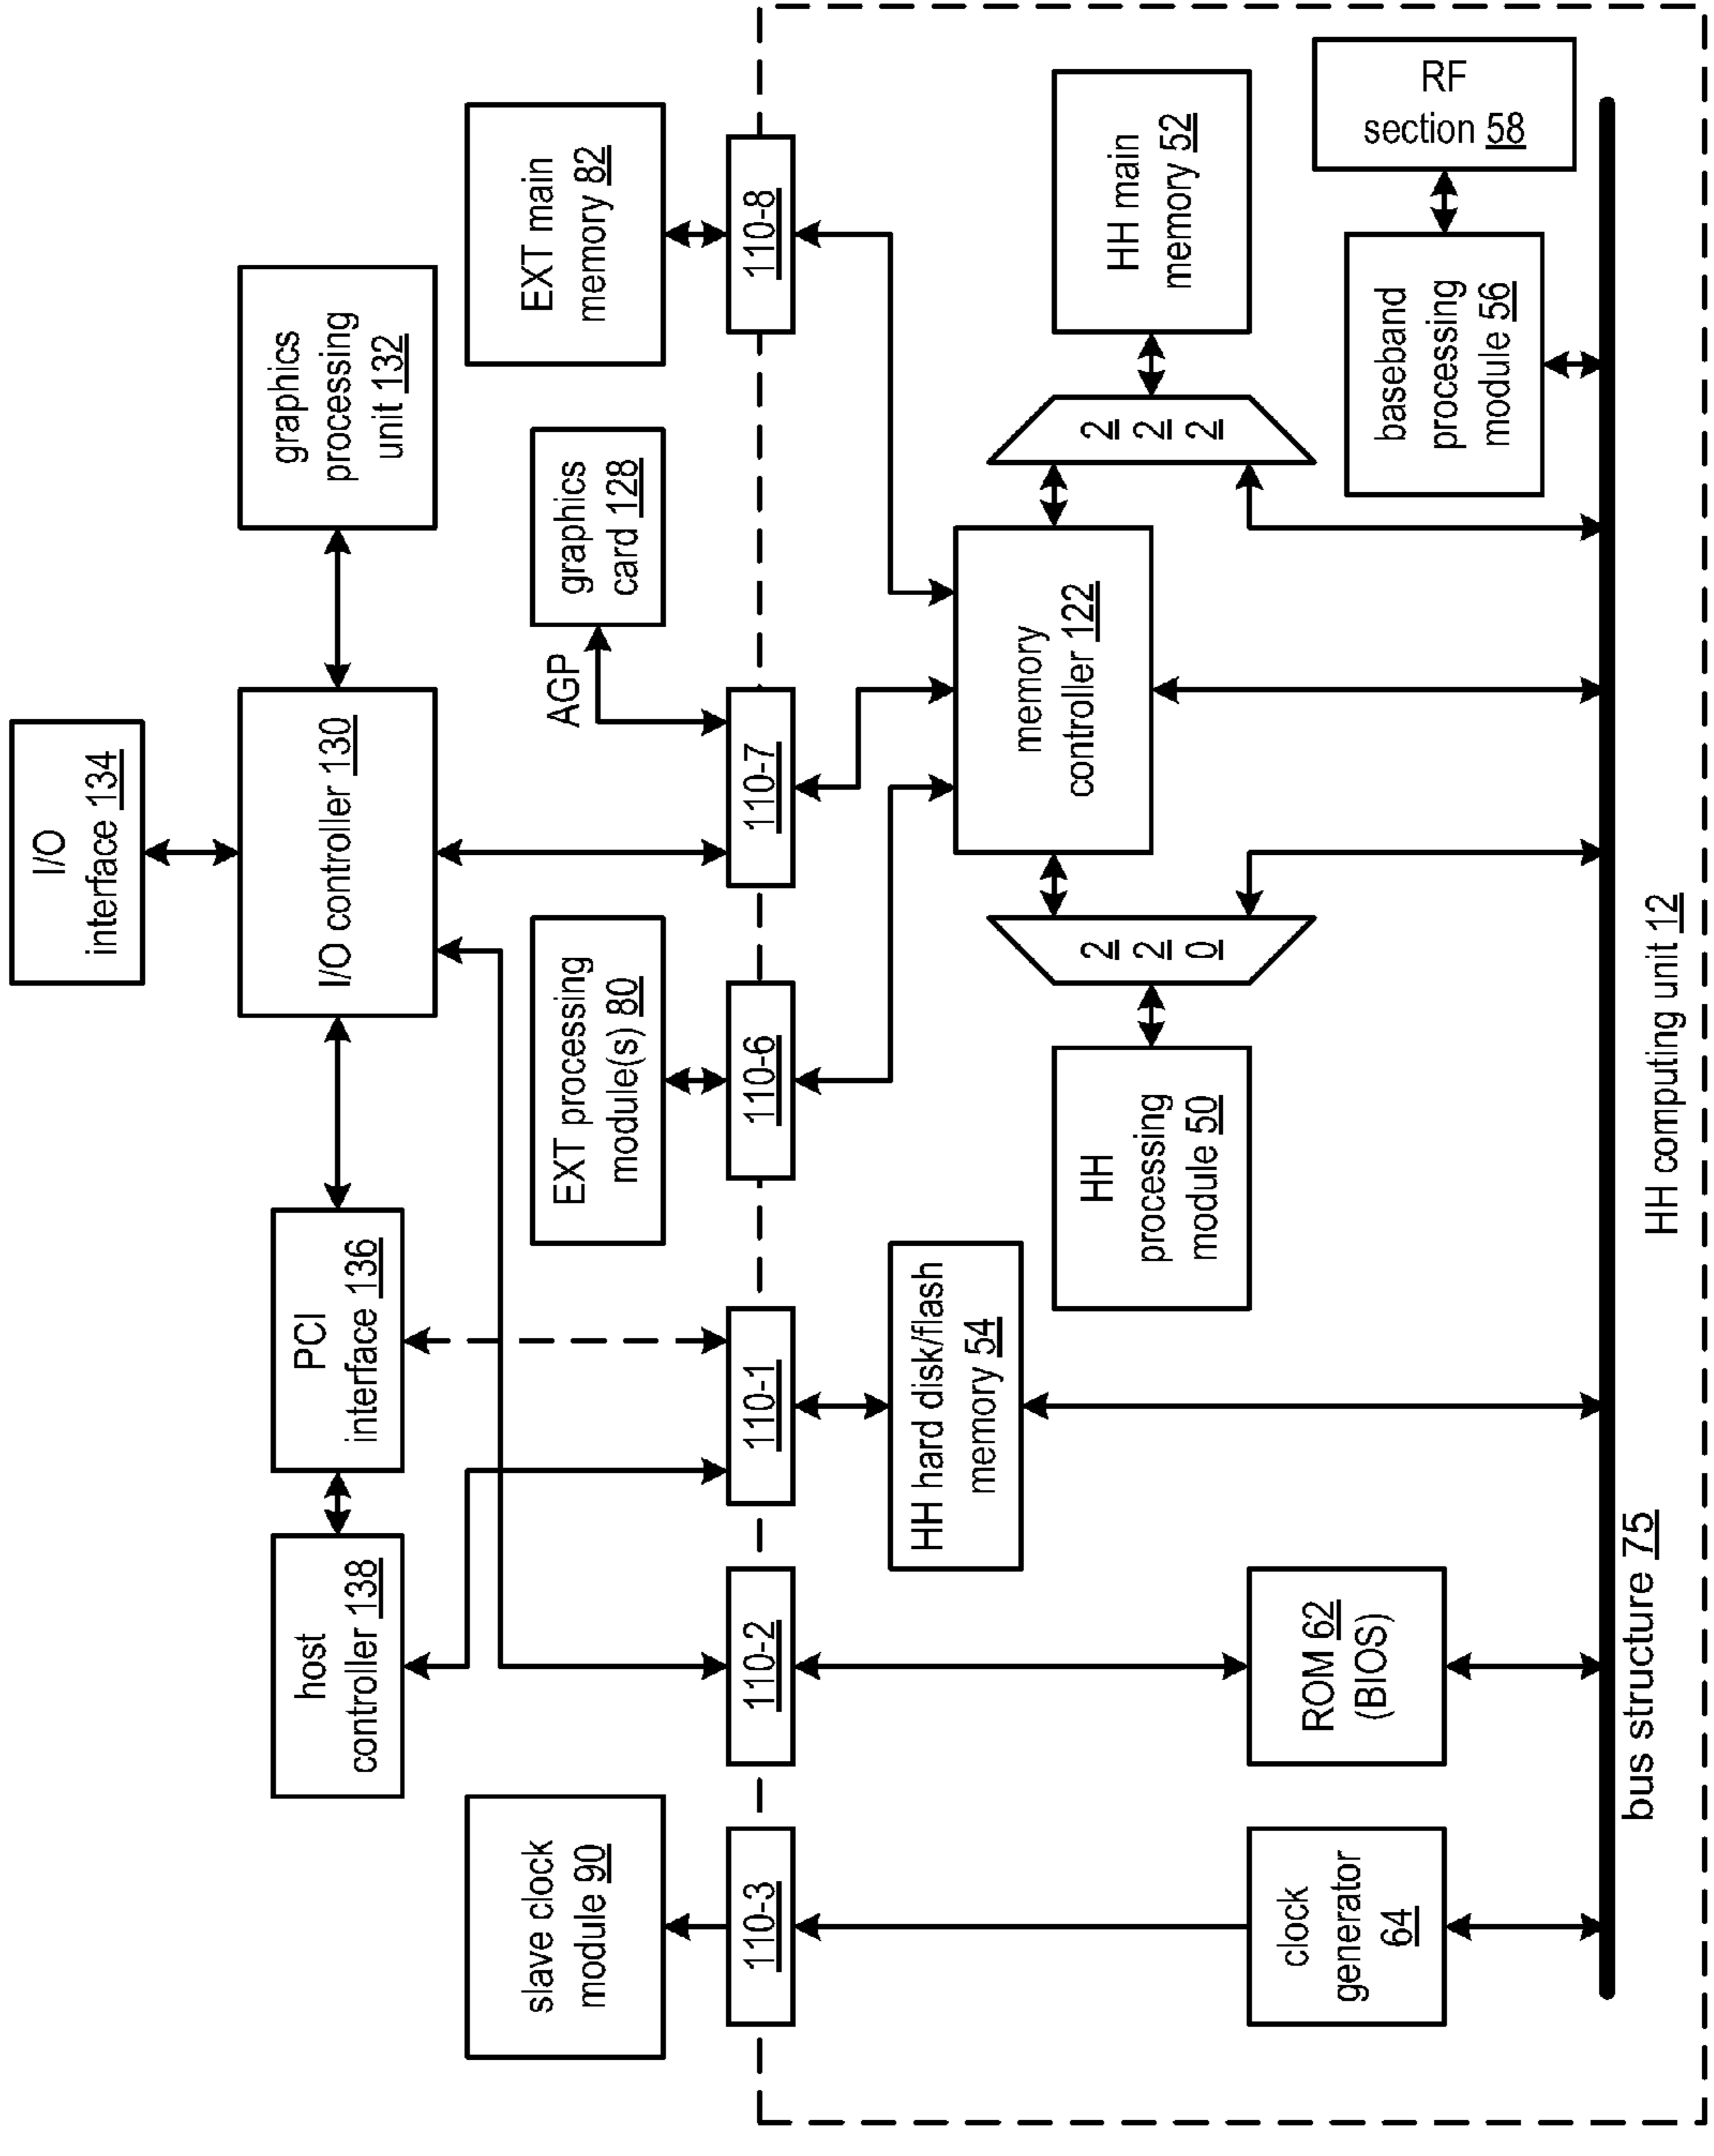 I/O
interface 134
host
controller 138
PCI
interface 136
I/O controller 130
graphics
processing
unit 132
slave clock
module 90
EXT processing
module(s) 80
AGP
graphics
card 128
EXT main
memory 82
110-3
110-2
110-1
110-6
110-7
110-8
HH hard disk/flash
memory 54
memory
controller 122
HH
processing
module 50
2
2
0
2
2
2
HH main
memory 52
clock
generator
64
ROM 62
(BIOS)
baseband
processing
module 56
RF
section 58
bus structure 75
HH computing unit 12